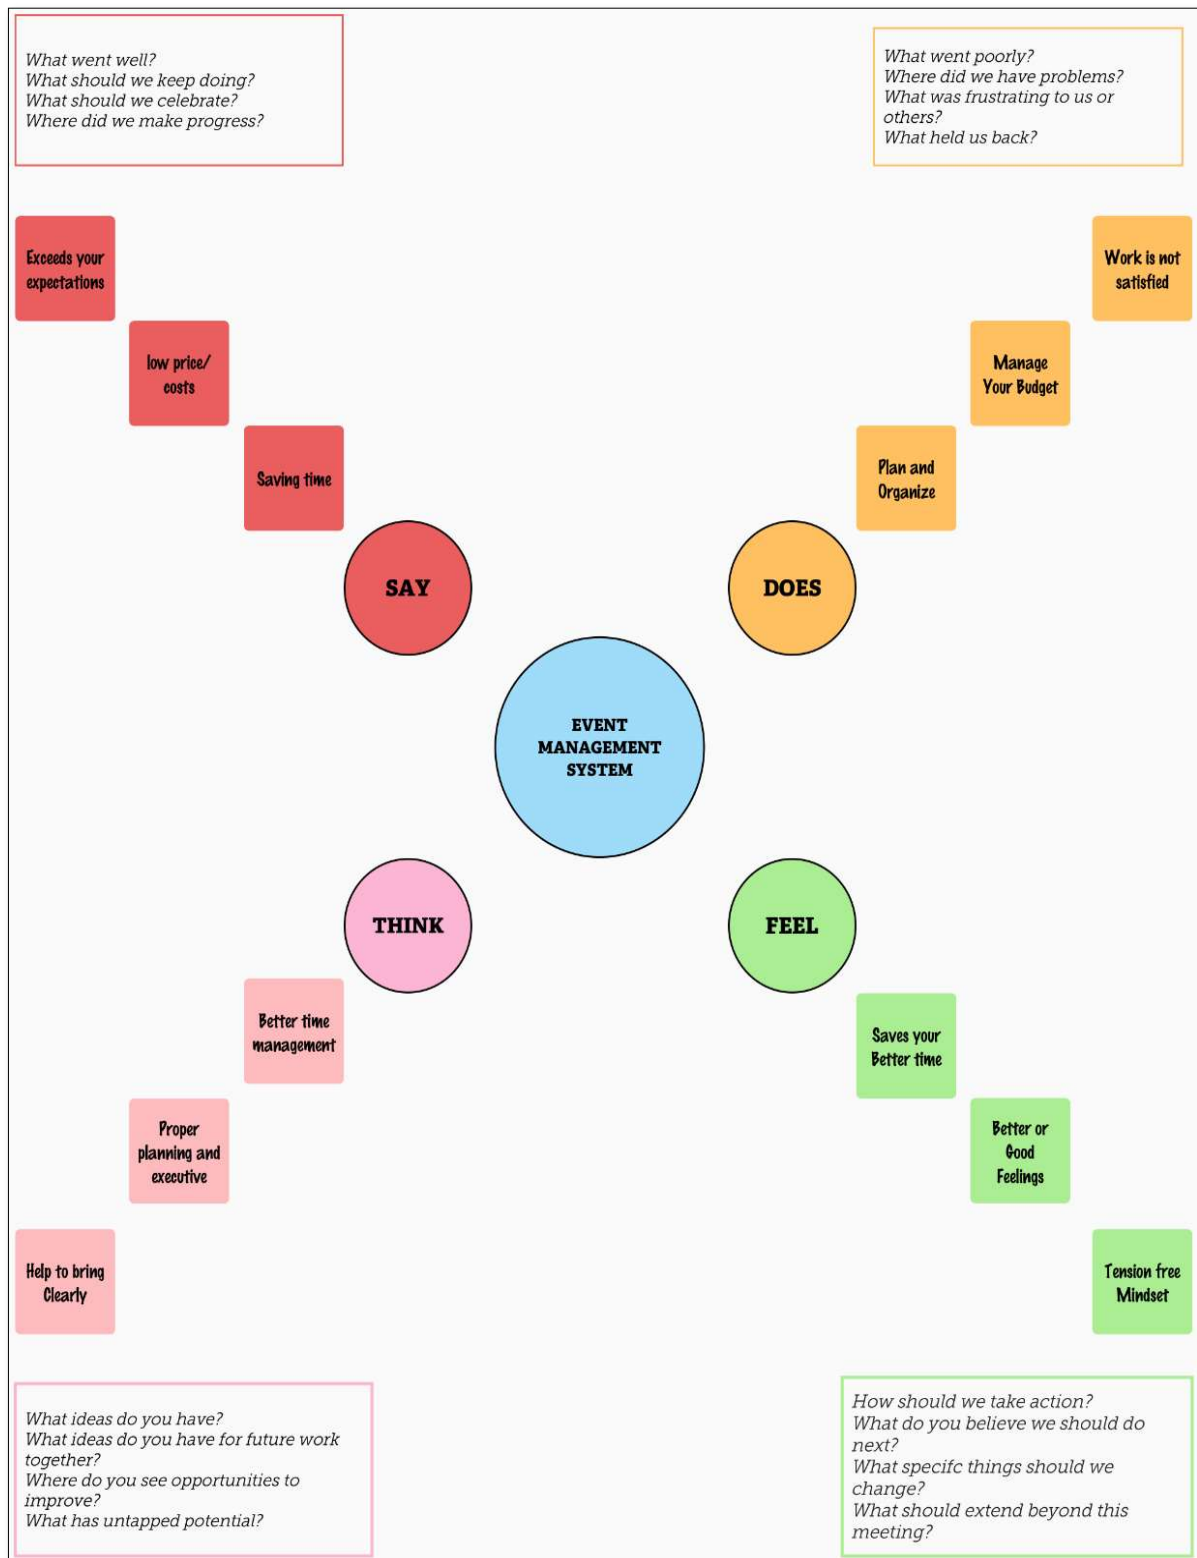 What went well?
What should we keep doing?
What should we celebrate?
Where did we make progress?
What went poorly?
Where did we have problems?
What was frustrating to us or
others?
What held us back?
Exceeds your
expectations
low price/
costs
Saving time
SAY
Work is not
satisfied
Manage
Your Budget
Plan and
Organize
DOES
EVENT
MANAGEMENT
SYSTEM
THINK
Better time
management
Proper
planning and
executive
Help to bring
Clearly
FEEL
Saves your
Better time
Better or
Good
Feelings
Tension free
Mindset
What ideas do you have?
What ideas do you have for future work
together?
Where do you see opportunities to
improve?
What has untapped potential?
How should we take action?
What do you believe we should do
next?
What specifc things should we
change?
What should extend beyond this
meeting?